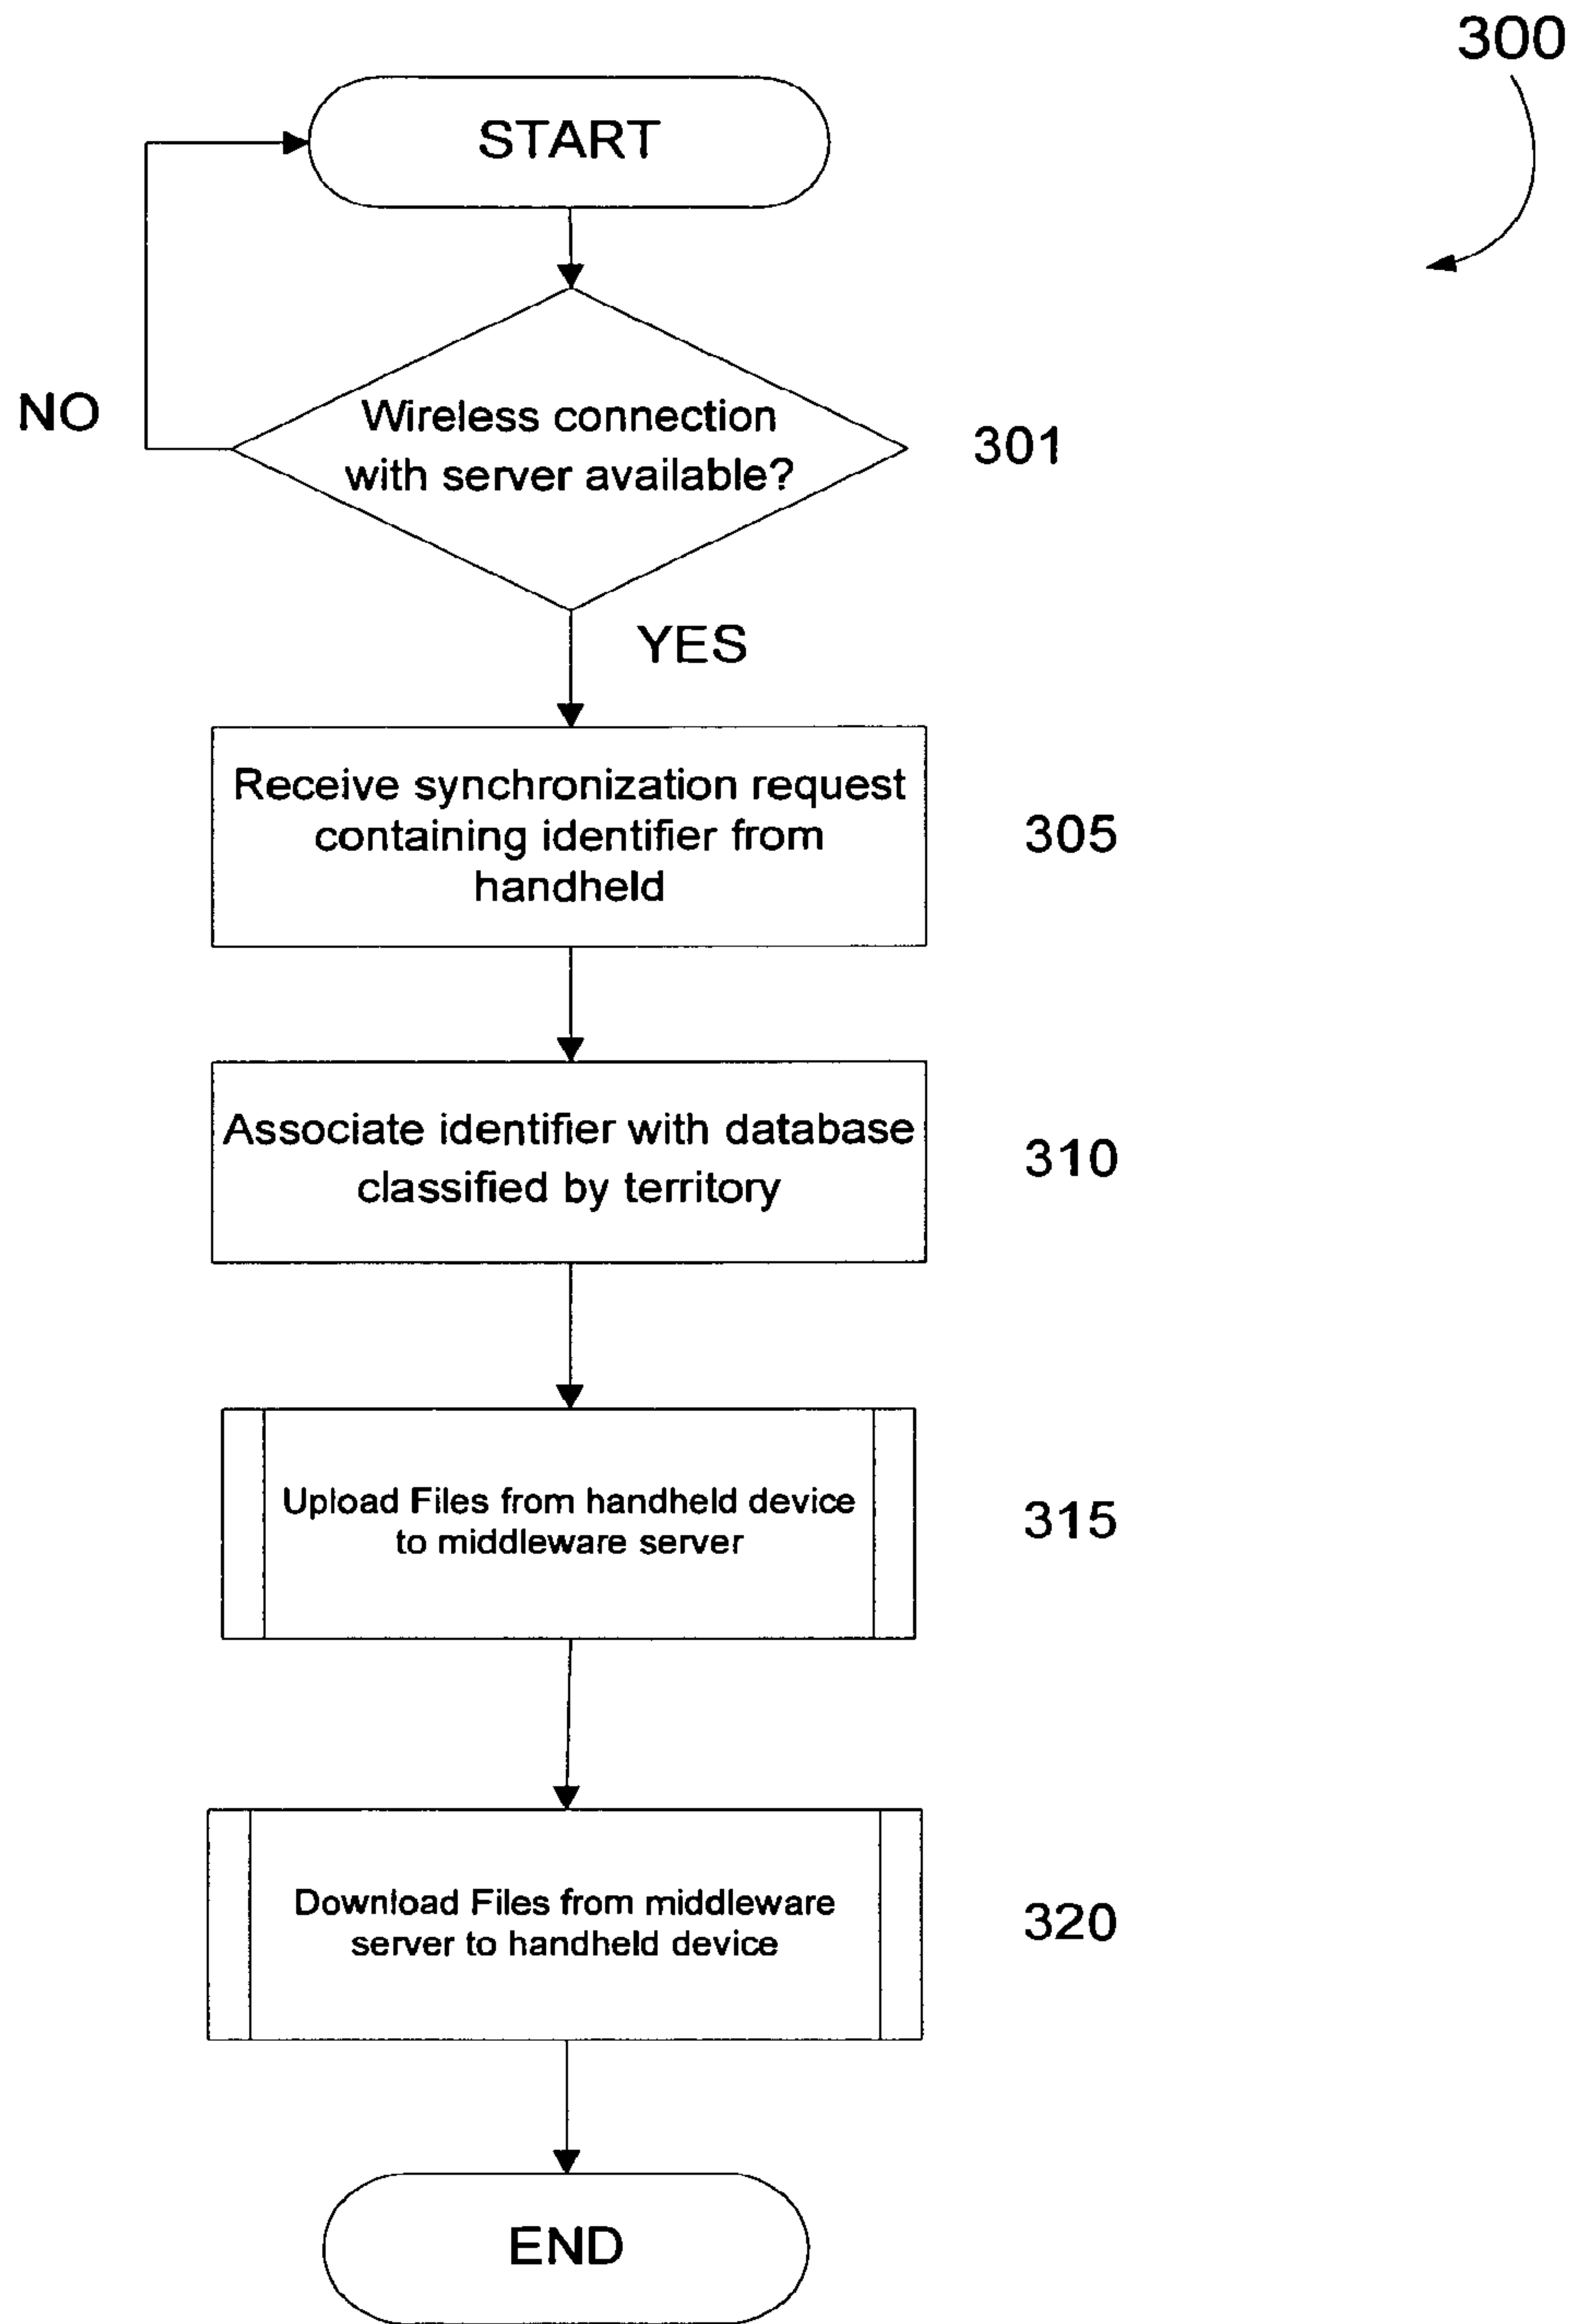 300
START
NO
Wireless connection
with server available?
301
YES
Receive synchronization request
containing identifier from
handheld
305
Associate identifier with database
classified by territory
310
Upload Files from handheld device
to middleware server
315
Download Files from middleware
server to handheld device
320
END